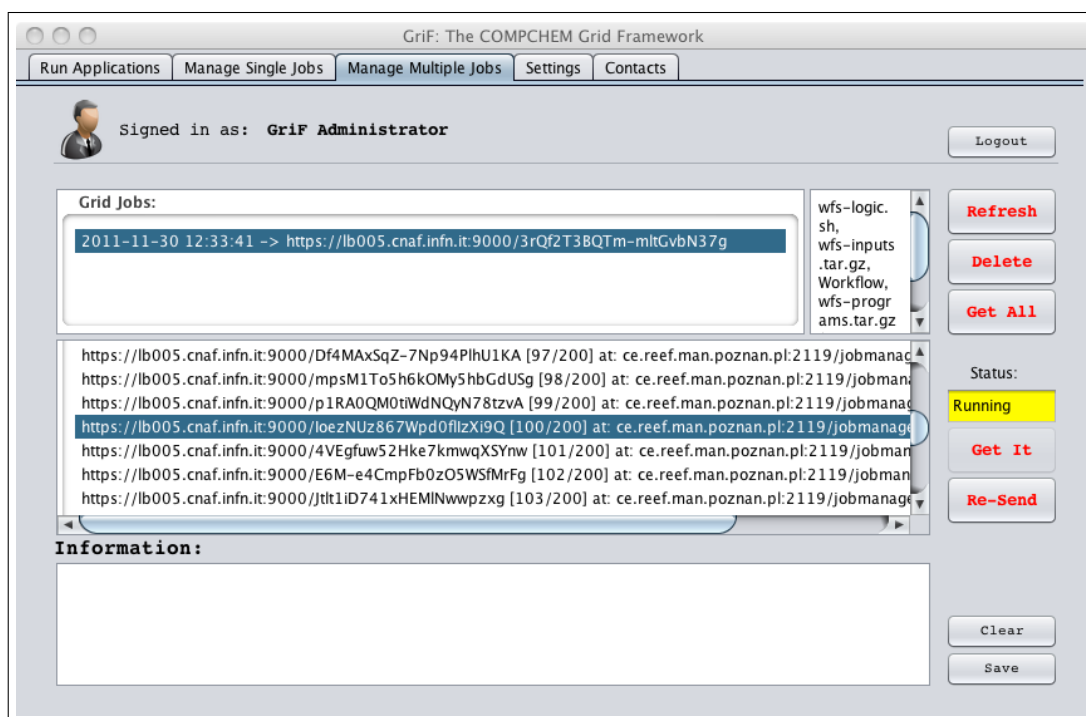 GriF: The COMPCHEM Grid Framework
Run Applications Manage Single Jobs Manage Multiple Jobs Settings Contacts
Signed in as: GriF Administrator
Logout
Grid Jobs:
2011-11-30 12:33:41 -> https://lb005.cnaf.infn.it:9000/3rQf2T3BQTm-mltGvbN37g
wfs-logic.
sh,
wfs-inputs
.tar.gz,
Workflow,
wfs-progr
ams.tar.gz
Refresh
Delete
Get All
https://lb005.cnaf.infn.it:9000/Df4MAxSqZ-7Np94PlhU1KA [97/200] at: ce.reef.man.poznan.pl:2119/jobmanag
https://lb005.cnaf.infn.it:9000/mpsM1To5h6kOMy5hbGdUSg [98/200] at: ce.reef.man.poznan.pl:2119/jobmana
https://lb005.cnaf.infn.it:9000/p1RA0QM0tiWdNQyN78tzvA [99/200] at: ce.reef.man.poznan.pl:2119/jobmanag
https://lb005.cnaf.infn.it:9000/loezNUz867Wpd0flIzXi9Q [100/200] at: ce.reef.man.poznan.pl:2119/jobmanage
https://lb005.cnaf.infn.it:9000/4VEgfuw52Hke7kmwqXSYnw [101/200] at: ce.reef.man.poznan.pl:2119/jobman
https://lb005.cnaf.infn.it:9000/E6M-e4CmpFb0zO5WSfMrFg [102/200] at: ce.reef.man.poznan.pl:2119/jobman
https://lb005.cnaf.infn.it:9000/Jtlt1iD741xHEMlNwwpzxg [103/200] at: ce.reef.man.poznan.pl:2119/jobmanage
Status:
Running
Get It
Re-Send
Information:
Clear
Save